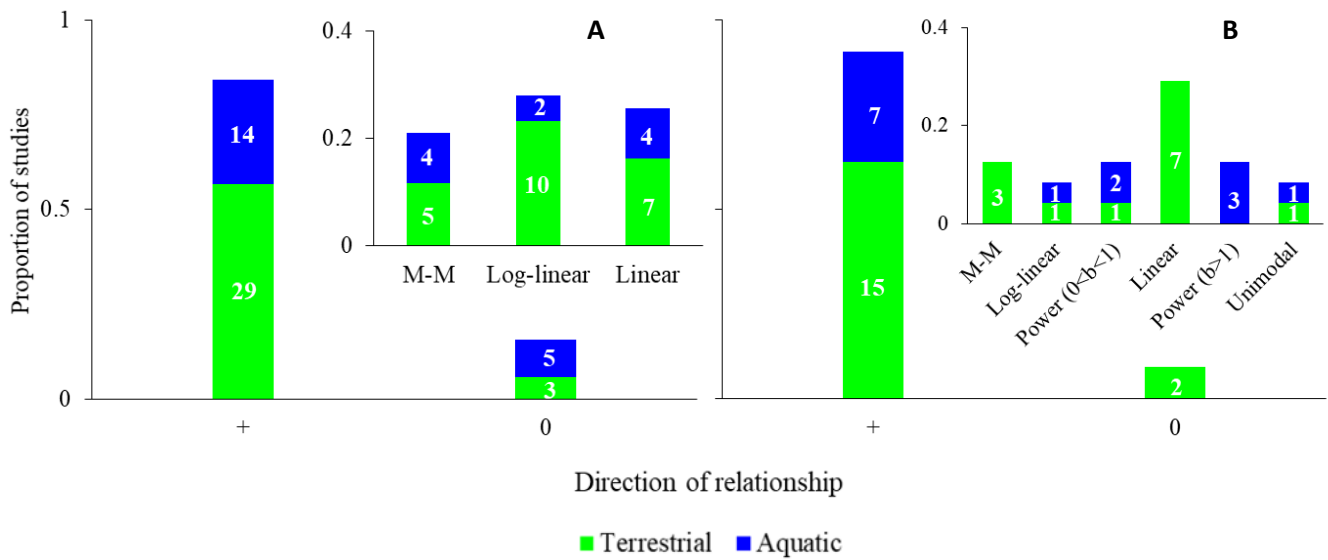 Proportion of studies
1
0.5
0
14
29
5
3
+
0
A
0.4
0.2
0
4
5
2
10
4
7
M-M
Log-linear
Linear
7
15
2
+
0
B
0.4
0.2
0
3
1
1
2
1
7
3
1
1
M-M
Log-linear
Power (0<b<1)
Linear
Power (b>1)
Unimodal
Direction of relationship
Terrestrial Aquatic